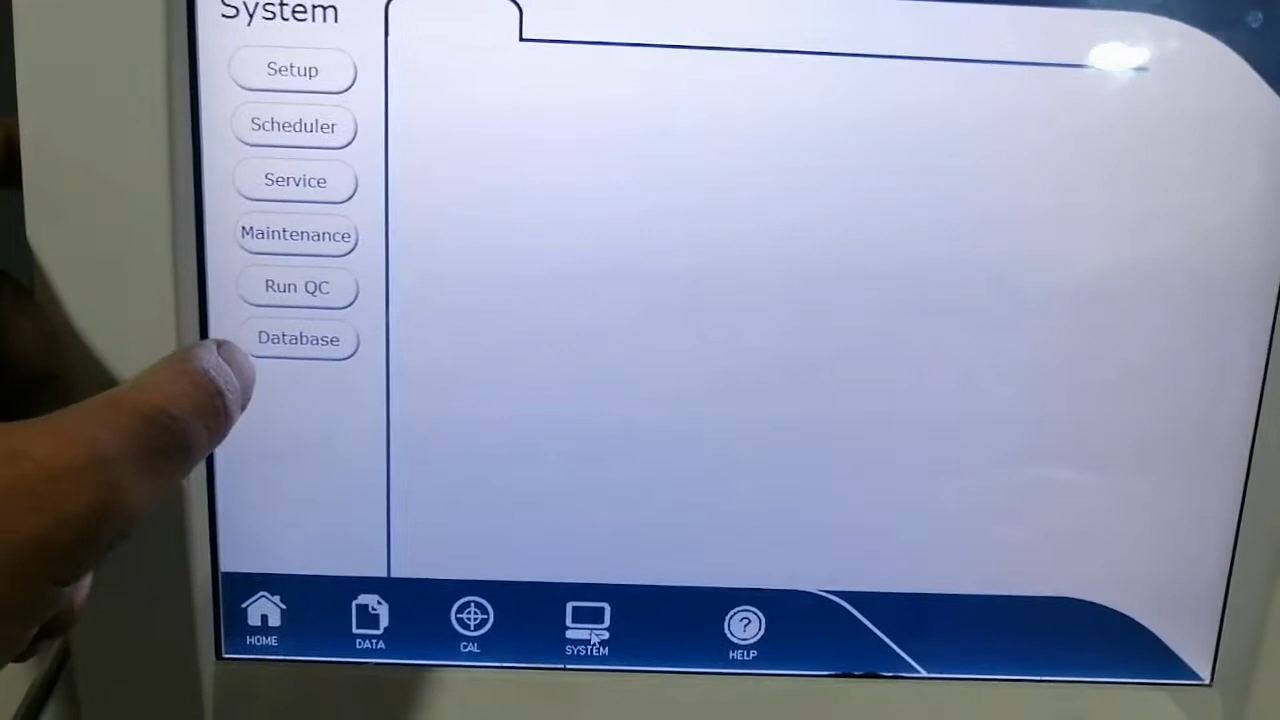 System
Setup
Scheduler
Service
Maintenance
Run QC
Database
HOME
DATA
CAL
SYSTEM
?
HELP